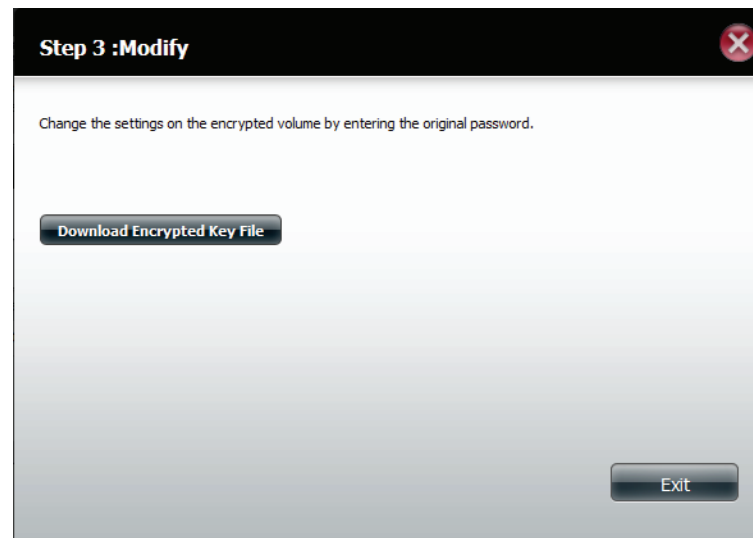 Step 3 :Modify
Change the settings on the encrypted volume by entering the original password.
Download Encrypted Key File
Exit